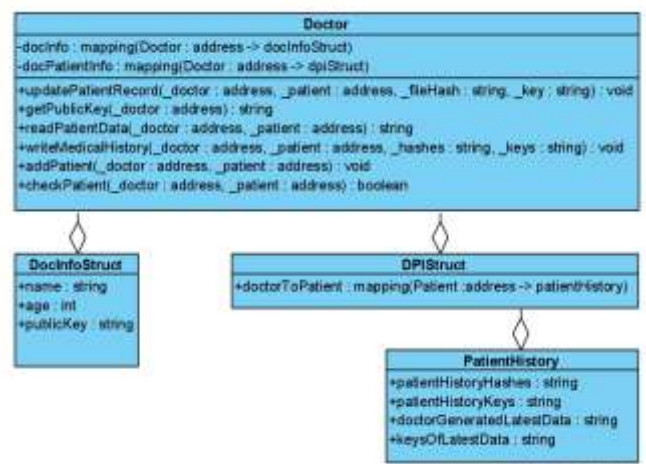 Doctor
-docInfo : mapping(Doctor : address -> docInfoStruct)
-docPatientInfo : mapping(Doctor : address -> dpiStruct)
+updatePatientRecord(_doctor : address, _patient : address, _fileHash : string, _key : string) : void
+getPublicKey(_doctor : address) : string
+readPatientData(_doctor : address, _patient : address) : string
+writeMedicalHistory(_doctor : address, _patient : address, _hashes : string, _keys : string) : void
+addPatient(_doctor : address, _patient : address) : void
+checkPatient(_doctor : address, _patient : address) : boolean
DocInfoStruct
+name : string
+age : int
+publicKey : string
DPIStruct
+doctorToPatient : mapping(Patient :address -> patientHistory)
PatientHistory
+patientHistoryHashes : string
+patientHistoryKeys : string
+doctorGeneratedLatestData : string
+keysOfLatestData : string